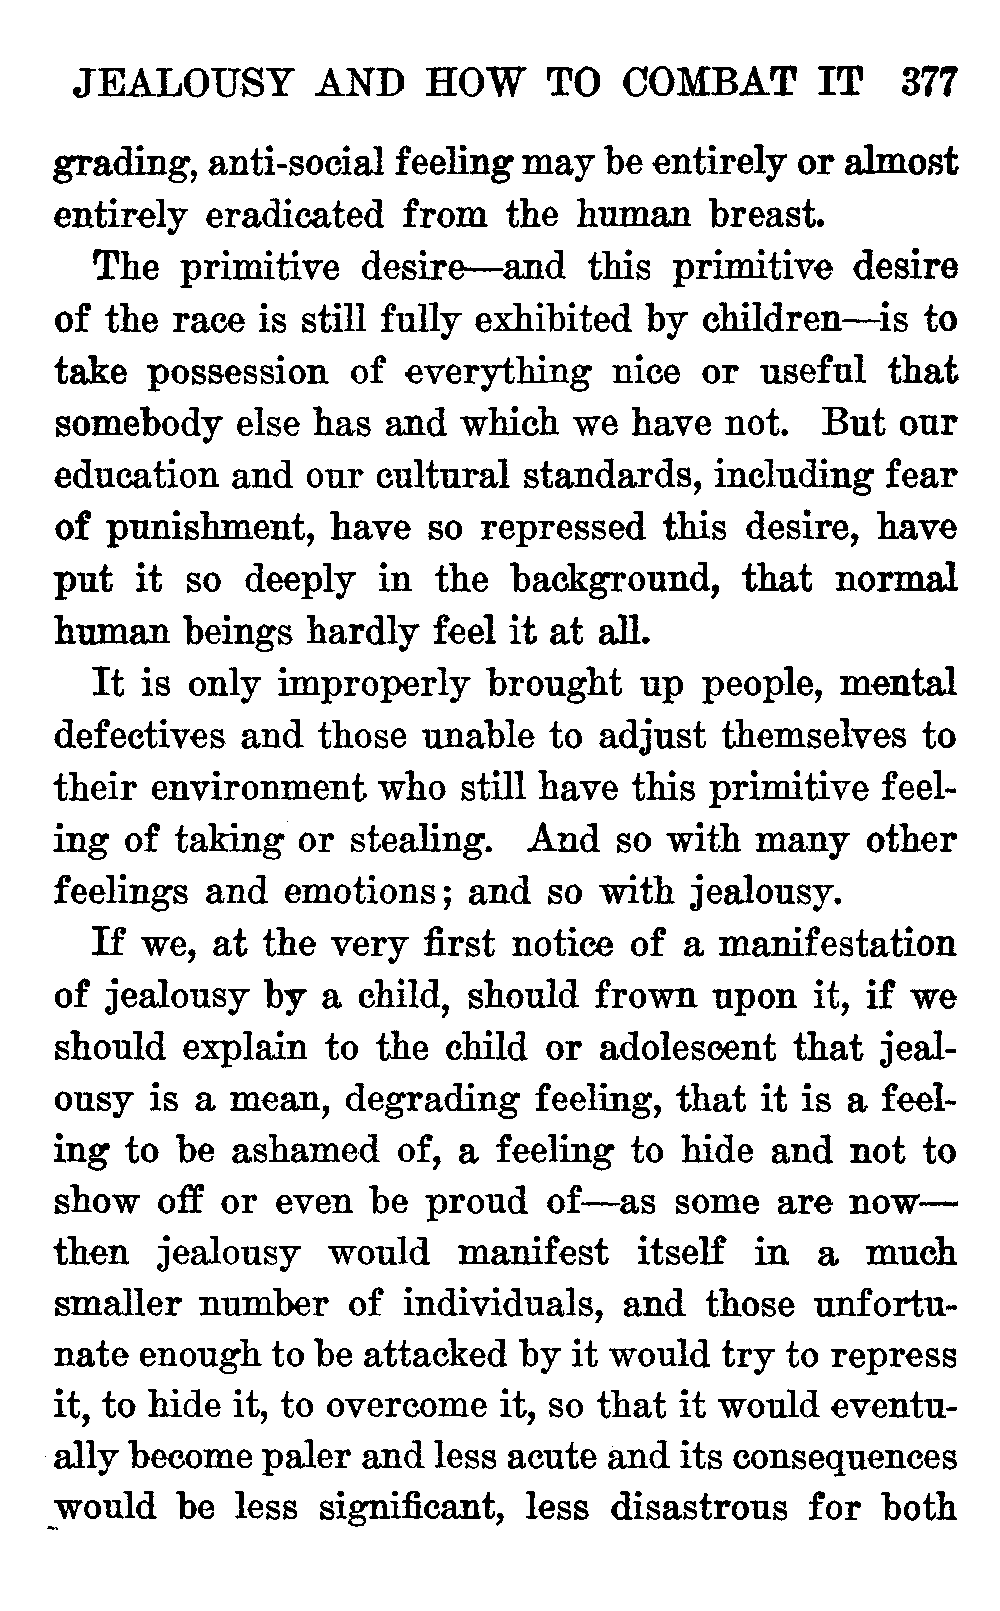 JEALOUSY AND HOW TO COMBAT IT 377
grading, anti-social feeling may be entirely or almost
entirely eradicated from the human breast.
The primitive desire—and this primitive desire
of the race is still fully exhibited by children—is to
take possession of everything nice or useful that
somebody else has and which we have not. But our
education and our cultural standards, including fear
of punishment, have so repressed this desire, have
put it so deeply in the background, that normal
human beings hardly feel it at all.
It is only improperly brought up people, mental
defectives and those unable to adjust themselves to
their environment who still have this primitive feel-
ing of taking or stealing. And so with many other
feelings and emotions; and so with jealousy.
If we, at the very first notice of a manifestation
of jealousy by a child, should frown upon it, if we
should explain to the child or adolescent that jeal-
ousy is a mean, degrading feeling, that it is a feel-
ing to be ashamed of, a feeling to hide and not to
show off or even be proud of—as some are now—
then jealousy would manifest itself in a much
smaller number of individuals, and those unfortu-
nate enough to be attacked by it would try to repress
it, to hide it, to overcome it, so that it would eventu-
ally become paler and less acute and its consequences
would be less significant, less disastrous for both